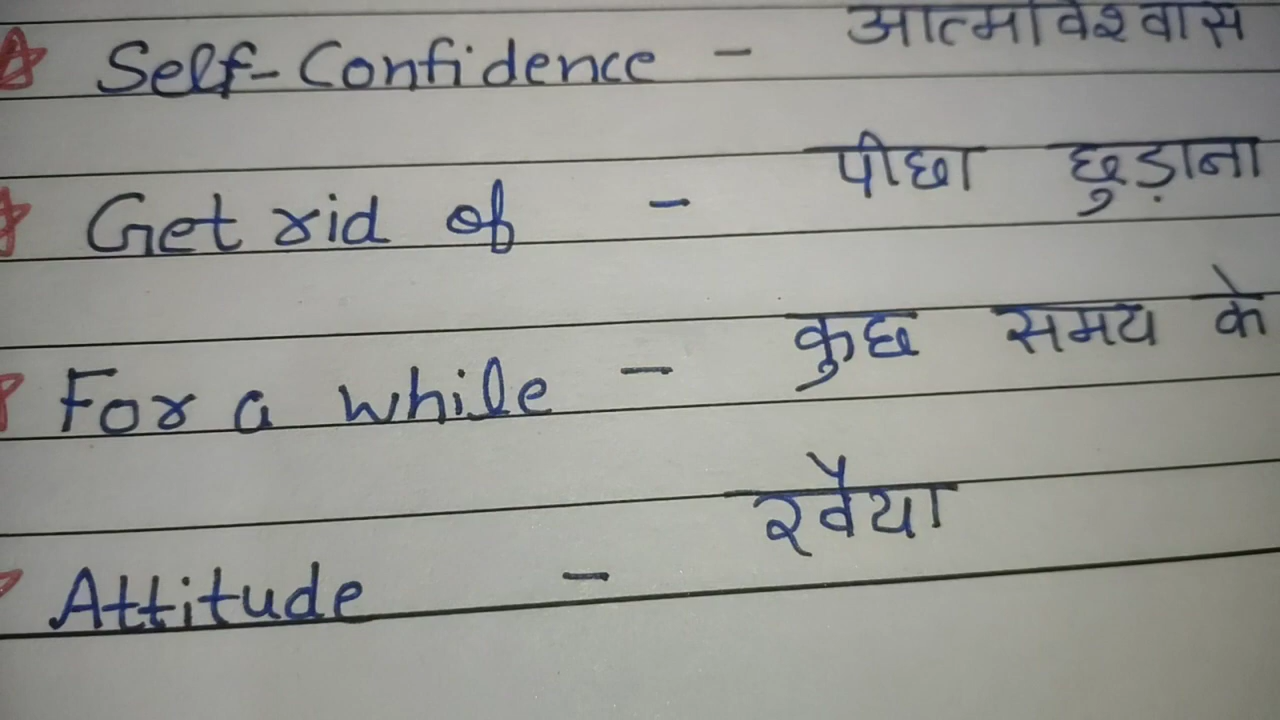 Self-Confidence - आत्मविश्वास
Get rid of - पीछा छुड़ाना
For a while - कुछ समय के
Attitude - रवैया